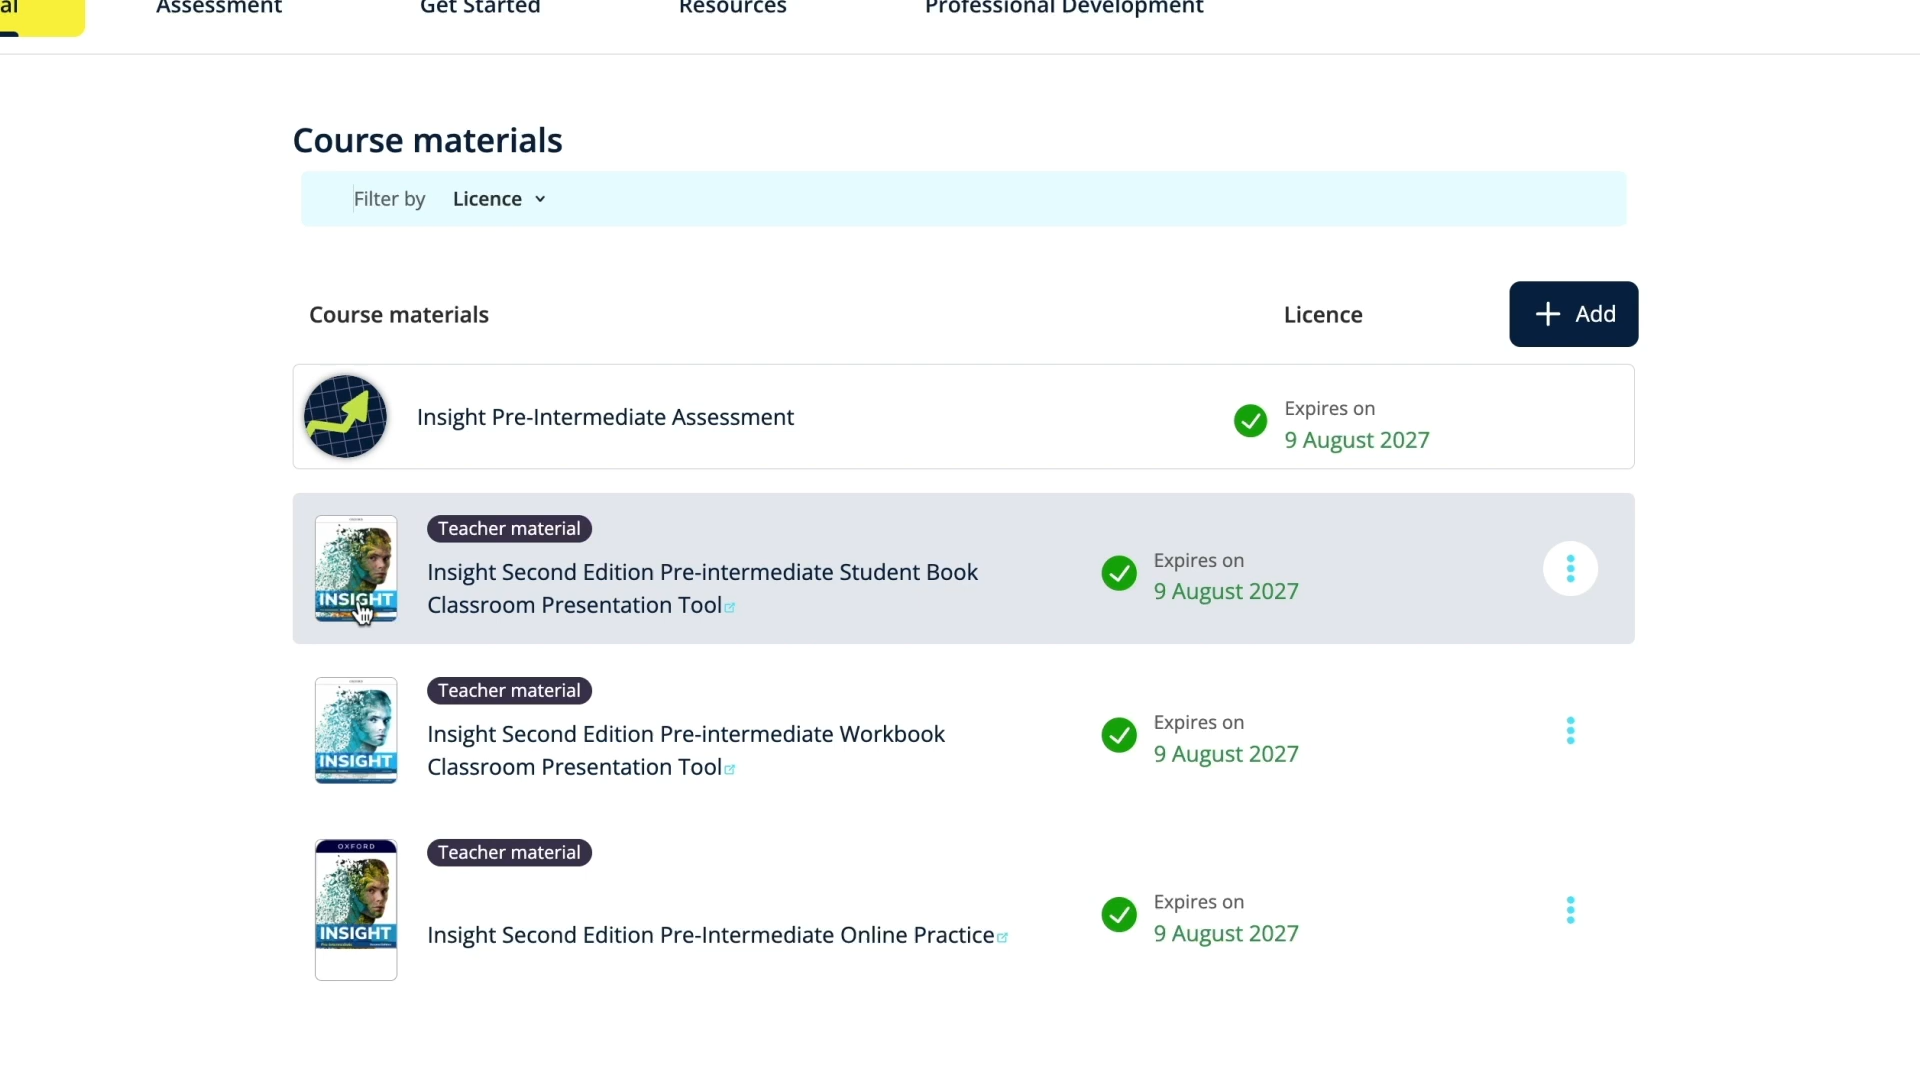 al
Assessment
Get Started
Resources
Professional Development
Course materials
Filter by
Licence
Course materials
Licence
Add
Insight Pre-Intermediate Assessment
Expires on
9 August 2027
INSIGHT
Teacher material
Insight Second Edition Pre-intermediate Student Book
Classroom Presentation Tool
Expires on
9 August 2027
INSIGHT
Teacher material
Insight Second Edition Pre-intermediate Workbook
Classroom Presentation Tool
Expires on
9 August 2027
OXFORD
INSIGHT
Teacher material
Insight Second Edition Pre-Intermediate Online Practice
Expires on
9 August 2027